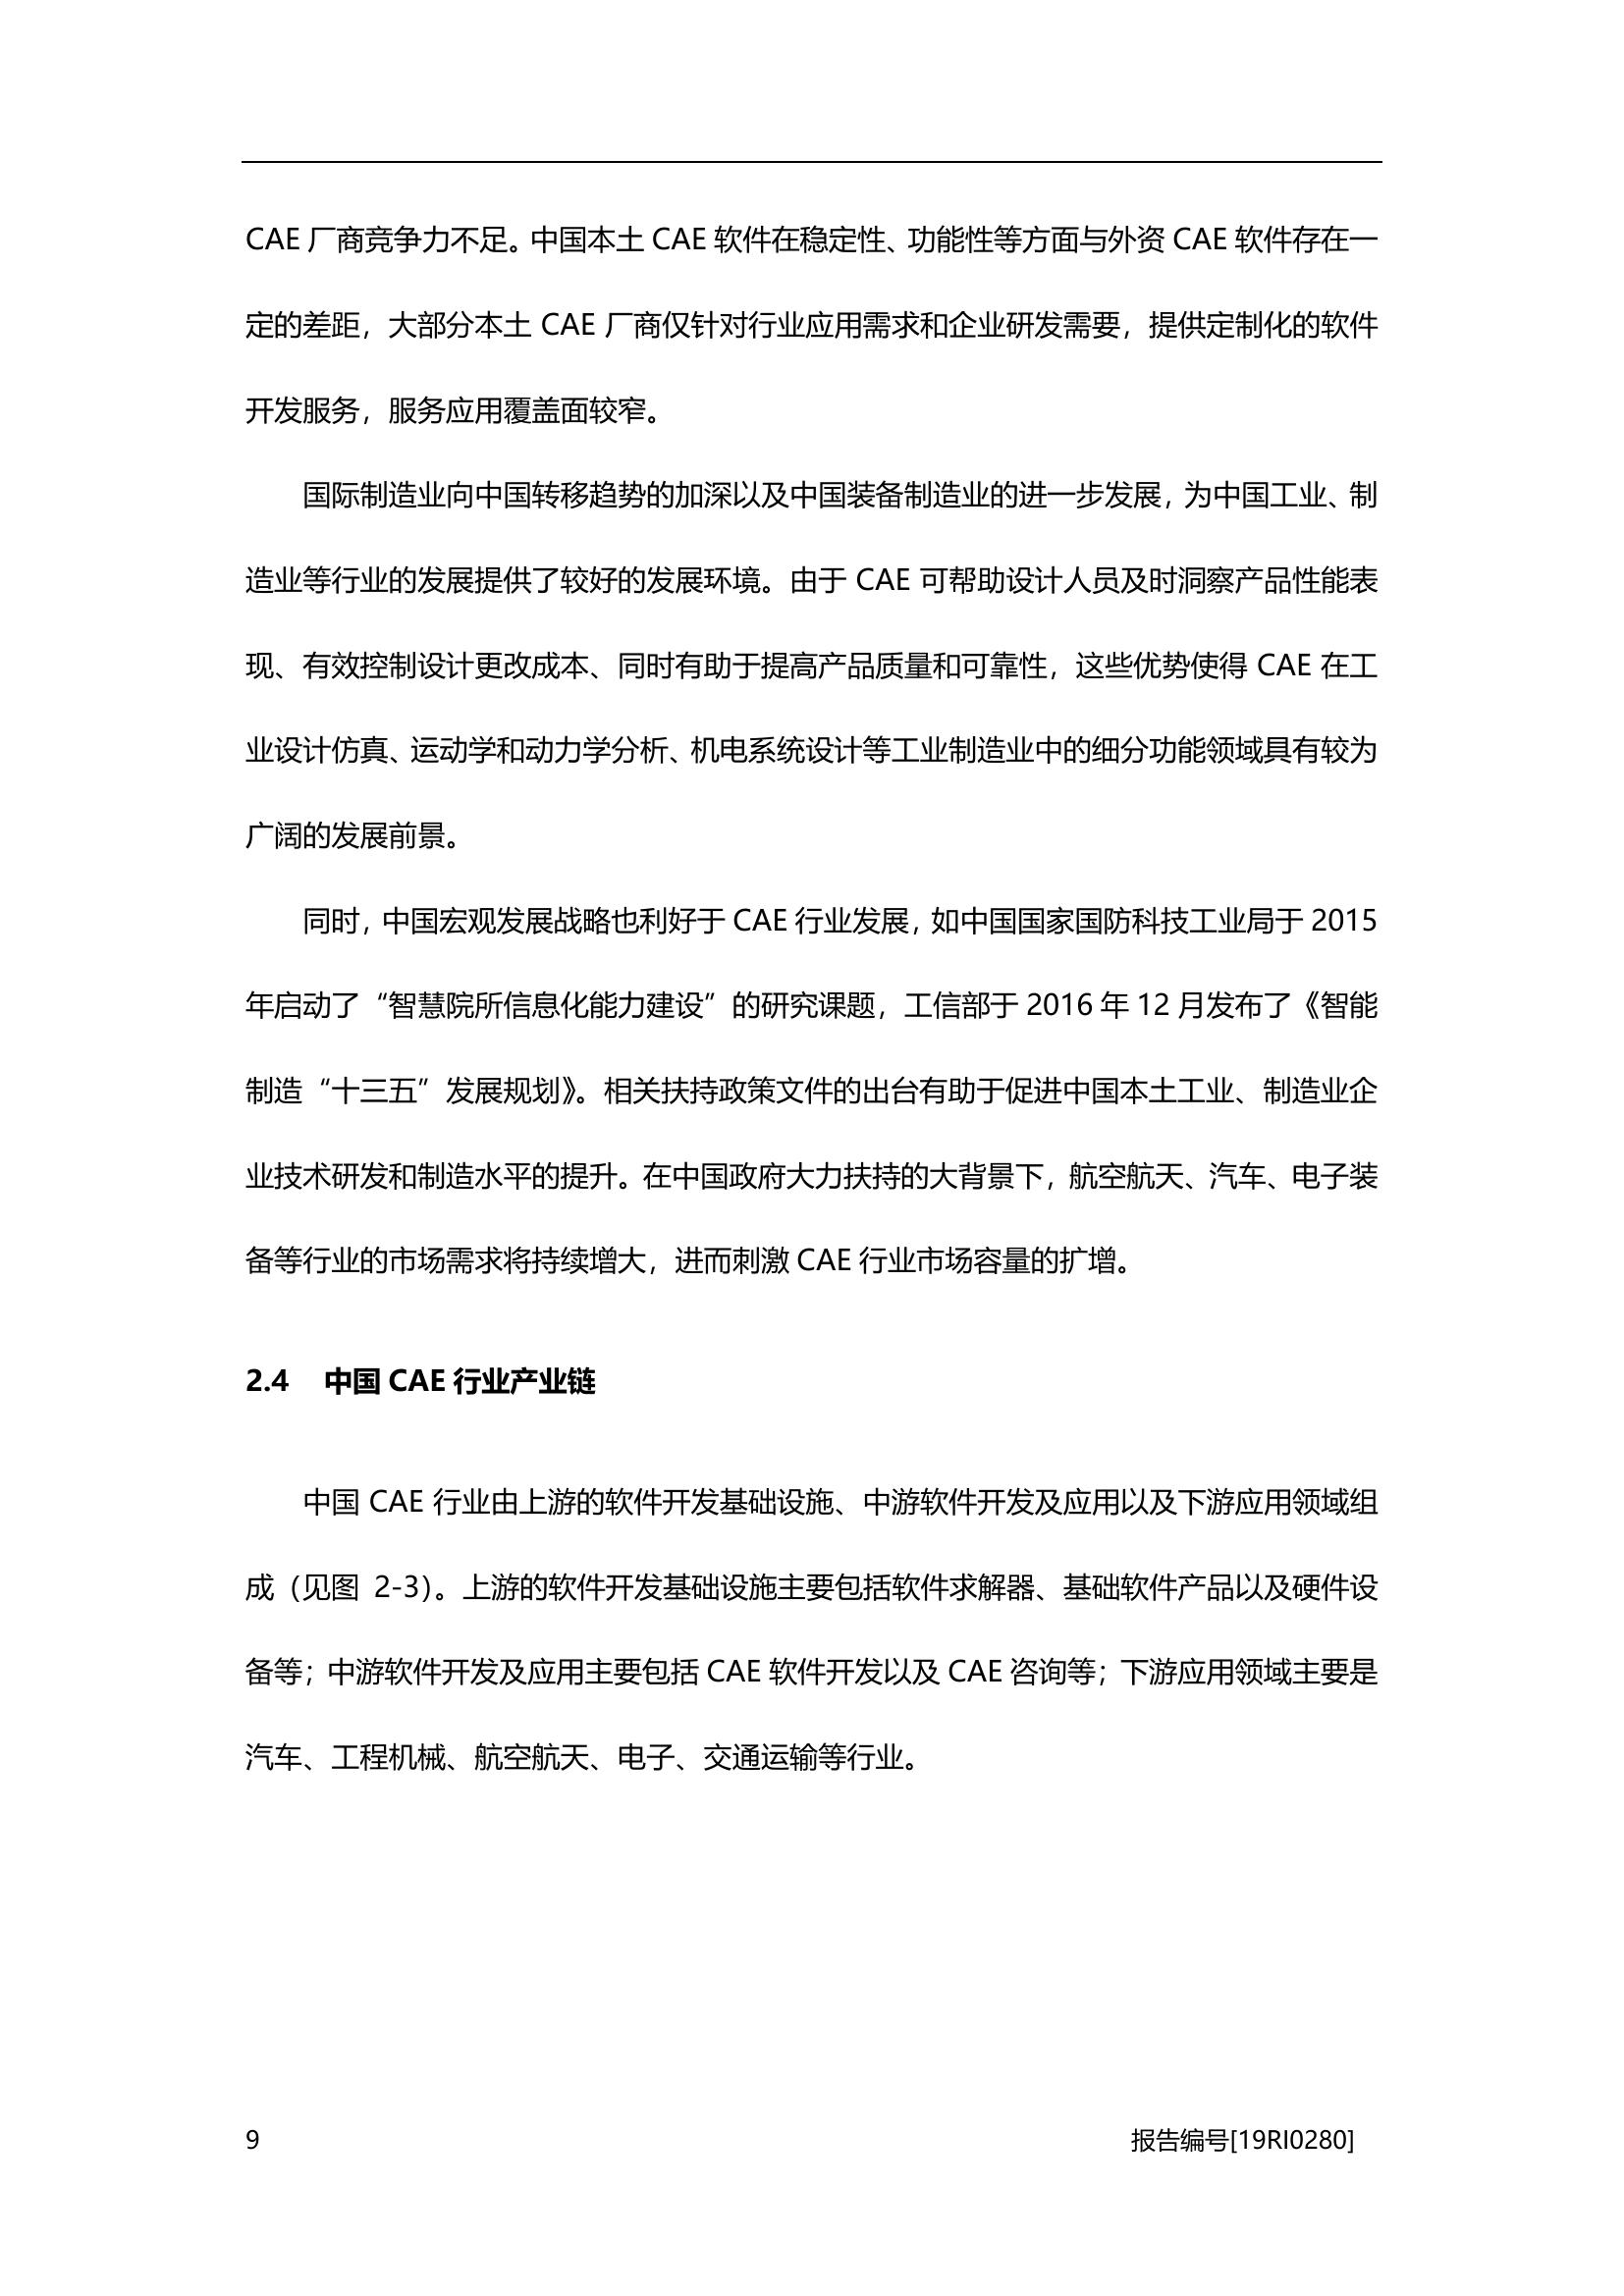 CAE 厂商竞争力不足。中国本土 CAE 软件在稳定性、功能性等方面与外资 CAE 软件存在一
定的差距，大部分本土 CAE 厂商仅针对行业应用需求和企业研发需要，提供定制化的软件
开发服务，服务应用覆盖面较窄。
国际制造业向中国转移趋势的加深以及中国装备制造业的进一步发展，为中国工业、制
造业等行业的发展提供了较好的发展环境。由于 CAE 可帮助设计人员及时洞察产品性能表
现、有效控制设计更改成本、同时有助于提高产品质量和可靠性，这些优势使得 CAE 在工
业设计仿真、运动学和动力学分析、机电系统设计等工业制造业中的细分功能领域具有较为
广阔的发展前景。
同时，中国宏观发展战略也利好于 CAE 行业发展，如中国国家国防科技工业局于 2015
年启动了“智慧院所信息化能力建设”的研究课题，工信部于 2016 年 12 月发布了《智能
制造“十三五”发展规划》。相关扶持政策文件的出台有助于促进中国本土工业、制造业企
业技术研发和制造水平的提升。在中国政府大力扶持的大背景下，航空航天、汽车、电子装
备等行业的市场需求将持续增大，进而刺激 CAE 行业市场容量的扩增。
2.4 中国 CAE 行业产业链
中国 CAE 行业由上游的软件开发基础设施、中游软件开发及应用以及下游应用领域组
成（见图 2-3）。上游的软件开发基础设施主要包括软件求解器、基础软件产品以及硬件设
备等；中游软件开发及应用主要包括 CAE 软件开发以及 CAE 咨询等；下游应用领域主要是
汽车、工程机械、航空航天、电子、交通运输等行业。
9 报告编号[19RI0280]